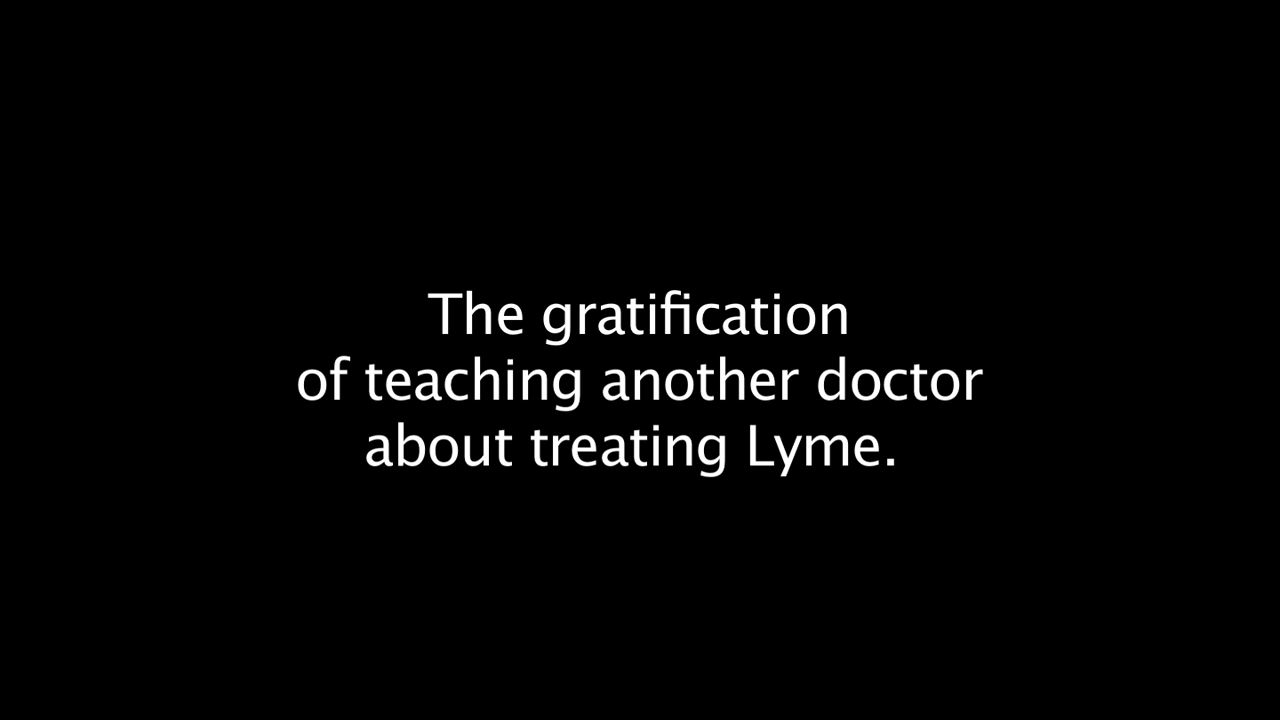 The gratification
of teaching another doctor
about treating Lyme.